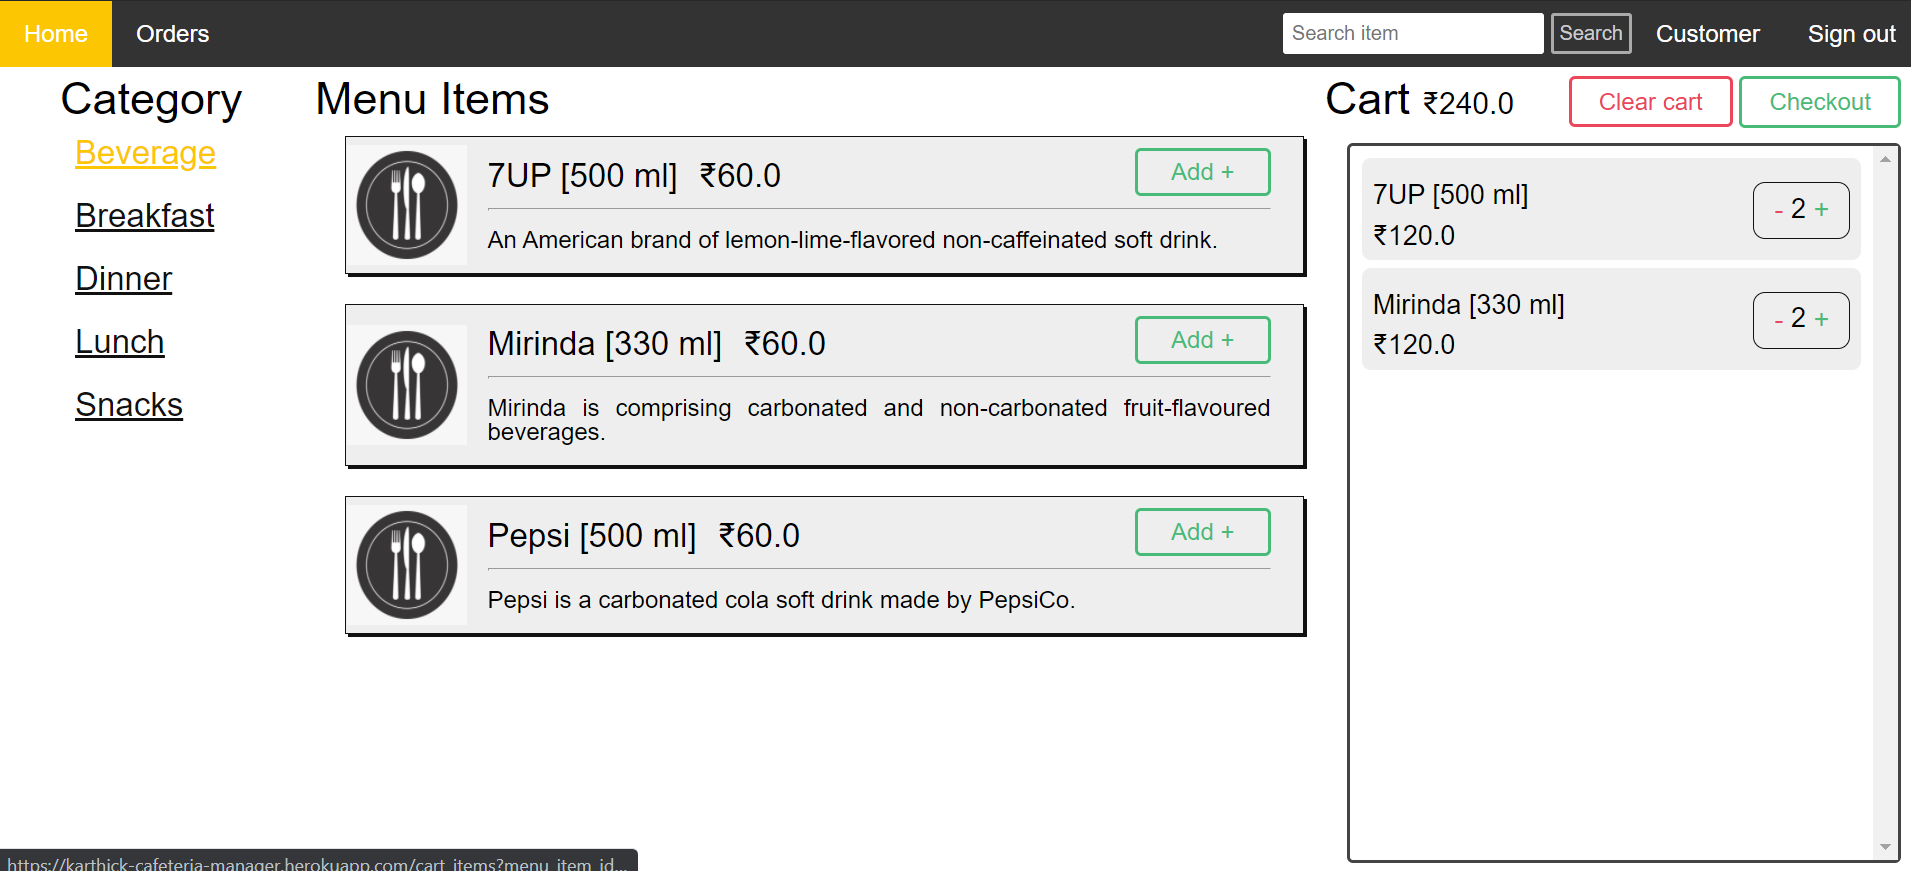 Home Orders Search item Search Customer Sign out
Category
Beverage
Breakfast
Dinner
Lunch
Snacks
Menu Items
7UP [500 ml] ₹60.0 Add +
An American brand of lemon-lime-flavored non-caffeinated soft drink.
Mirinda [330 ml] ₹60.0 Add +
Mirinda is comprising carbonated and non-carbonated fruit-flavoured
beverages.
Pepsi [500 ml] ₹60.0 Add +
Pepsi is a carbonated cola soft drink made by PepsiCo.
Cart ₹240.0 Clear cart Checkout
7UP [500 ml]
₹120.0
- 2 +
Mirinda [330 ml]
₹120.0
- 2 +
https://karthick-cafeteria-manager.herokuapp.com/cart_items?menu_item_id...